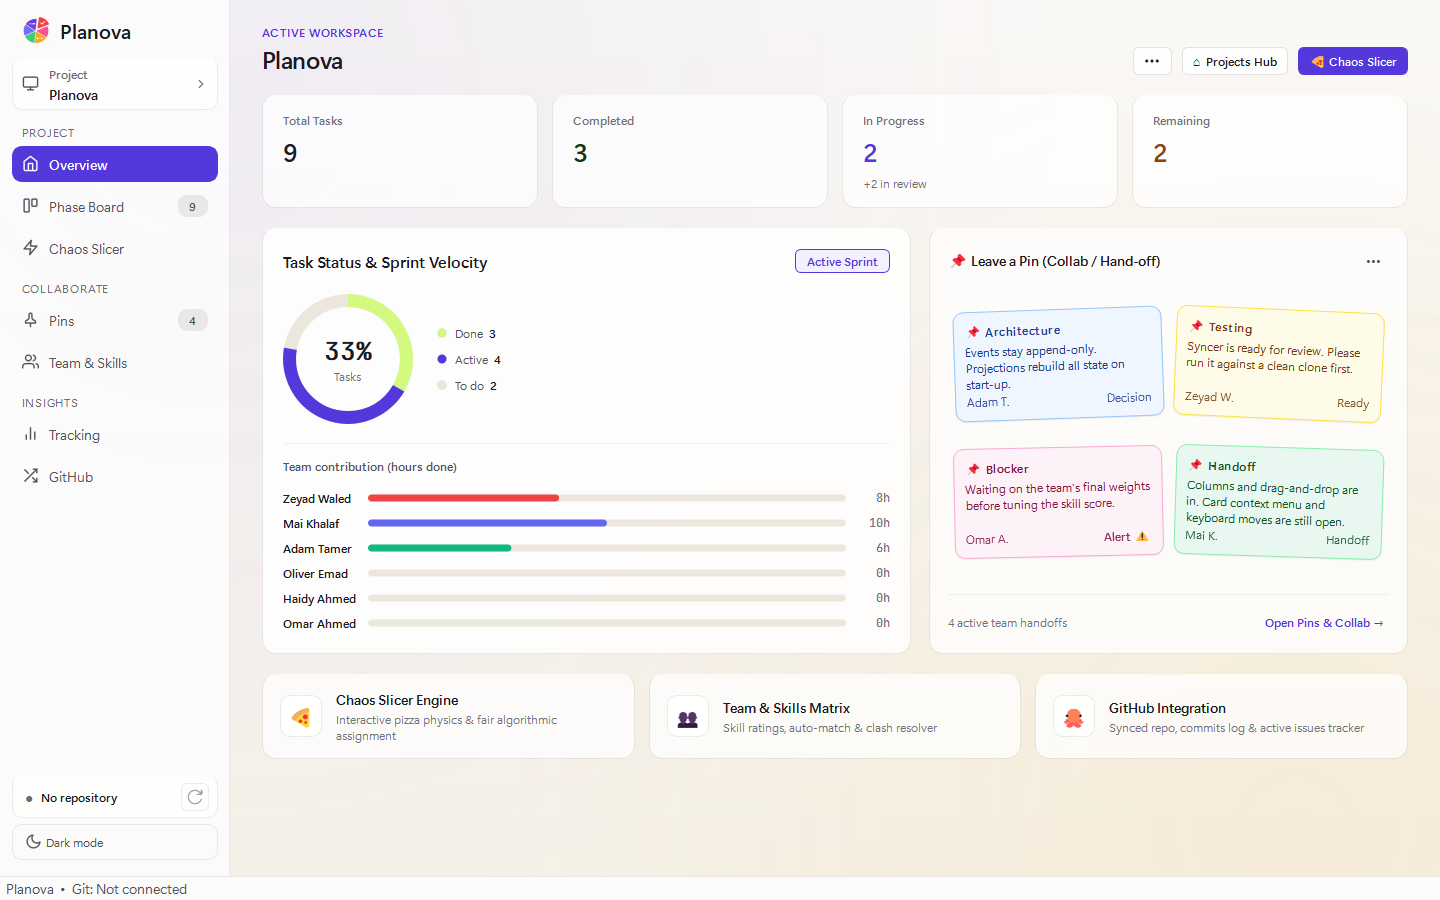 Planova
Project
Planova
PROJECT
Overview
Phase Board 9
Chaos Slicer
COLLABORATE
Pins 4
Team & Skills
INSIGHTS
Tracking
GitHub
No repository
Dark mode
ACTIVE WORKSPACE
Planova
Projects Hub
Chaos Slicer
Total Tasks
9
Completed
3
In Progress
2
+2 in review
Remaining
2
Task Status & Sprint Velocity
Active Sprint
33%
Tasks
Done 3
Active 4
To do 2
Team contribution (hours done)
Zeyad Waled 8h
Mai Khalaf 10h
Adam Tamer 6h
Oliver Emad 0h
Haidy Ahmed 0h
Omar Ahmed 0h
Leave a Pin (Collab / Hand-off)
Architecture
Events stay append-only.
Projections rebuild all state on
start-up.
Adam T. Decision
Testing
Syncer is ready for review. Please
run it against a clean clone first.
Zeyad W. Ready
Blocker
Waiting on the team's final weights
before tuning the skill score.
Omar A. Alert
Handoff
Columns and drag-and-drop are
in. Card context menu and
keyboard moves are still open.
Mai K. Handoff
4 active team handoffs
Open Pins & Collab →
Chaos Slicer Engine
Interactive pizza physics & fair algorithmic
assignment
Team & Skills Matrix
Skill ratings, auto-match & clash resolver
GitHub Integration
Synced repo, commits log & active issues tracker
Planova • Git: Not connected